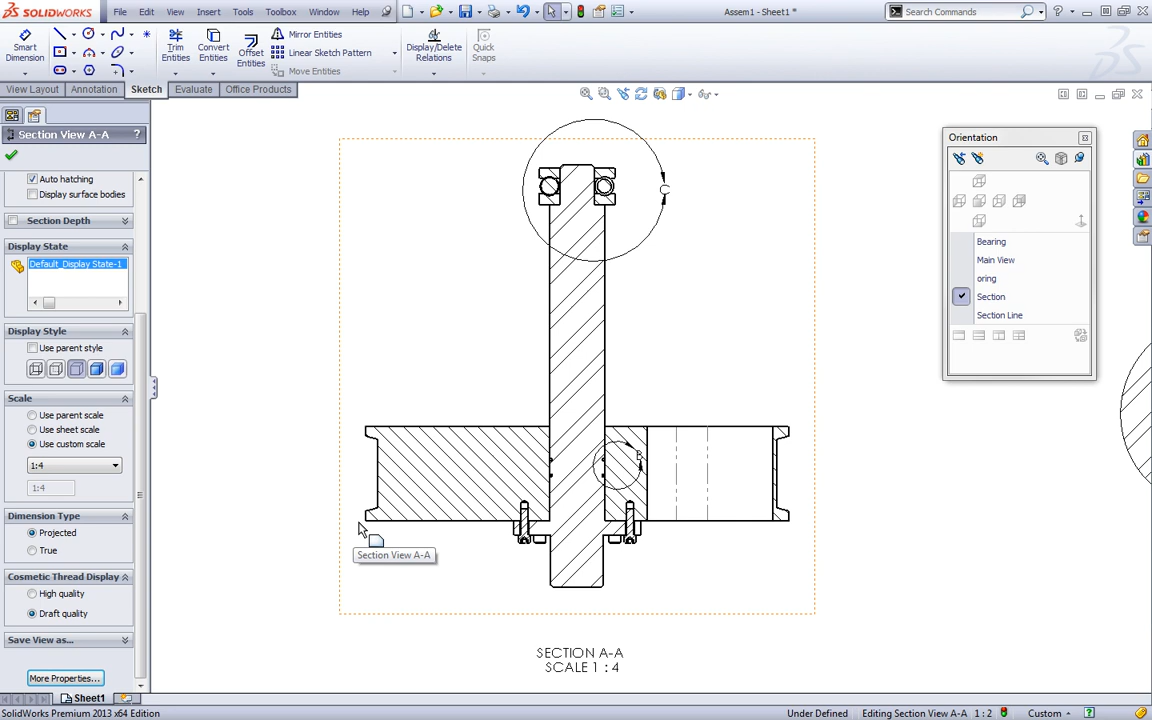 SOLIDWORKS File Edit View Insert Tools Toolbox Window Help Assem1 - Sheet1 * Search Commands
Smart Dimension
Trim Entities
Convert Entities
Offset Entities
Mirror Entities
Linear Sketch Pattern
Move Entities
Display/Delete Relations
Quick Snaps
View Layout Annotation Sketch Evaluate Office Products
Section View A-A ?
Auto hatching
Display surface bodies
Section Depth
Display State
Default_Display State-1
Display Style
Use parent style
Scale
Use parent scale
Use sheet scale
Use custom scale
1:4
1:4
Dimension Type
Projected
True
Cosmetic Thread Display
High quality
Draft quality
Save View as...
More Properties...
Sheet1
C
B
Section View A-A
SECTION A-A
SCALE 1 : 4
Orientation
Bearing
Main View
oring
Section
Section Line
SolidWorks Premium 2013 x64 Edition Under Defined Editing Section View A-A 1 : 2 Custom